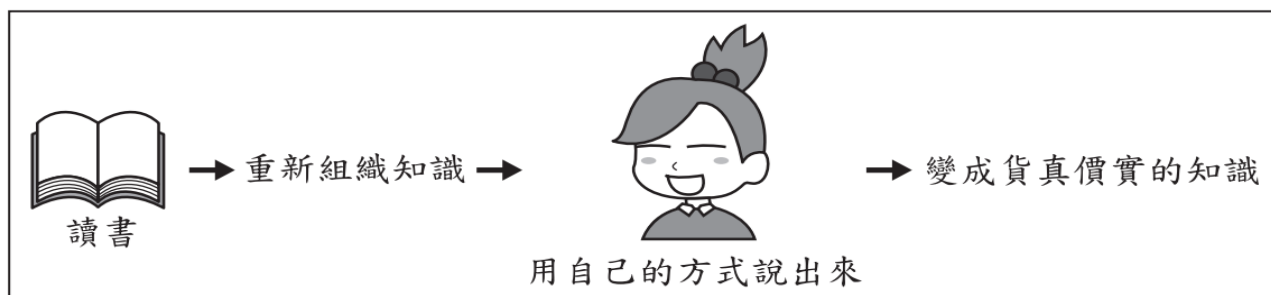 讀書
重新組織知識
用自己的方式說出來
變成貨真價實的知識